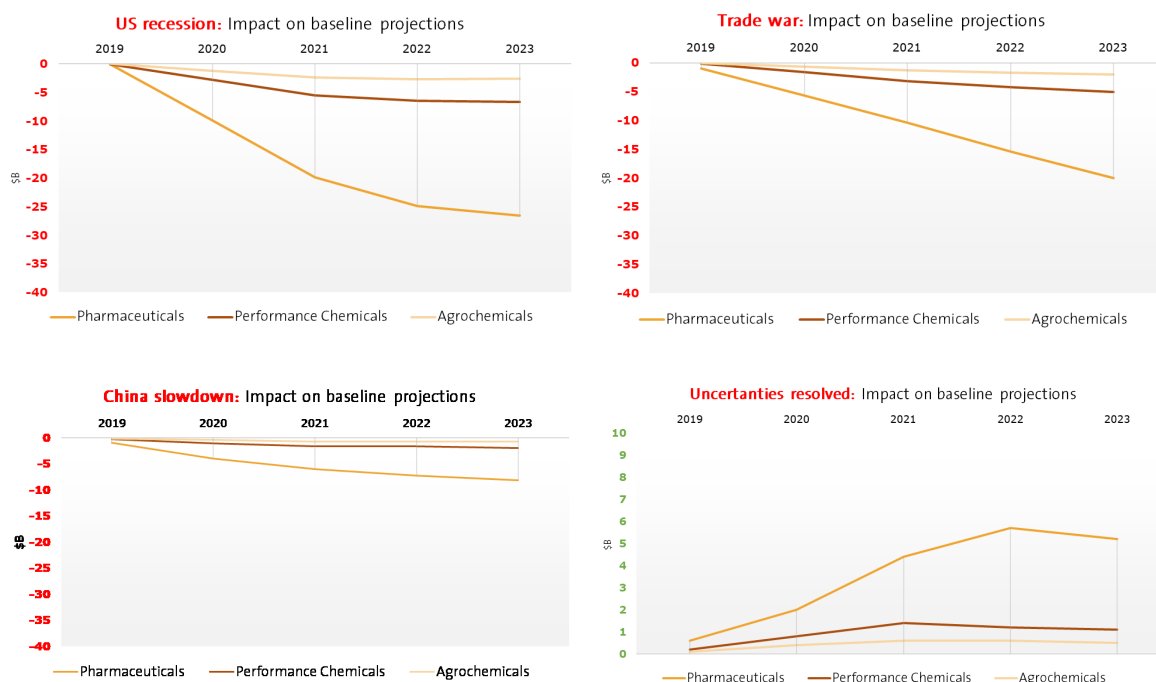 US recession: Impact on baseline projections
2019 2020 2021 2022 2023
0
-5
-10
-15
-20
-25
-30
-35
-40
$B
Pharmaceuticals Performance Chemicals Agrochemicals
Trade war: Impact on baseline projections
2019 2020 2021 2022 2023
0
-5
-10
-15
-20
-25
-30
-35
-40
$B
Pharmaceuticals Performance Chemicals Agrochemicals
China slowdown: Impact on baseline projections
2019 2020 2021 2022 2023
0
-5
-10
-15
-20
-25
-30
-35
-40
$B
Pharmaceuticals Performance Chemicals Agrochemicals
Uncertanties resolved: Impact on baseline projections
2019 2020 2021 2022 2023
10
9
8
7
6
5
4
3
2
1
0
$B
Pharmaceuticals Performance Chemicals Agrochemicals